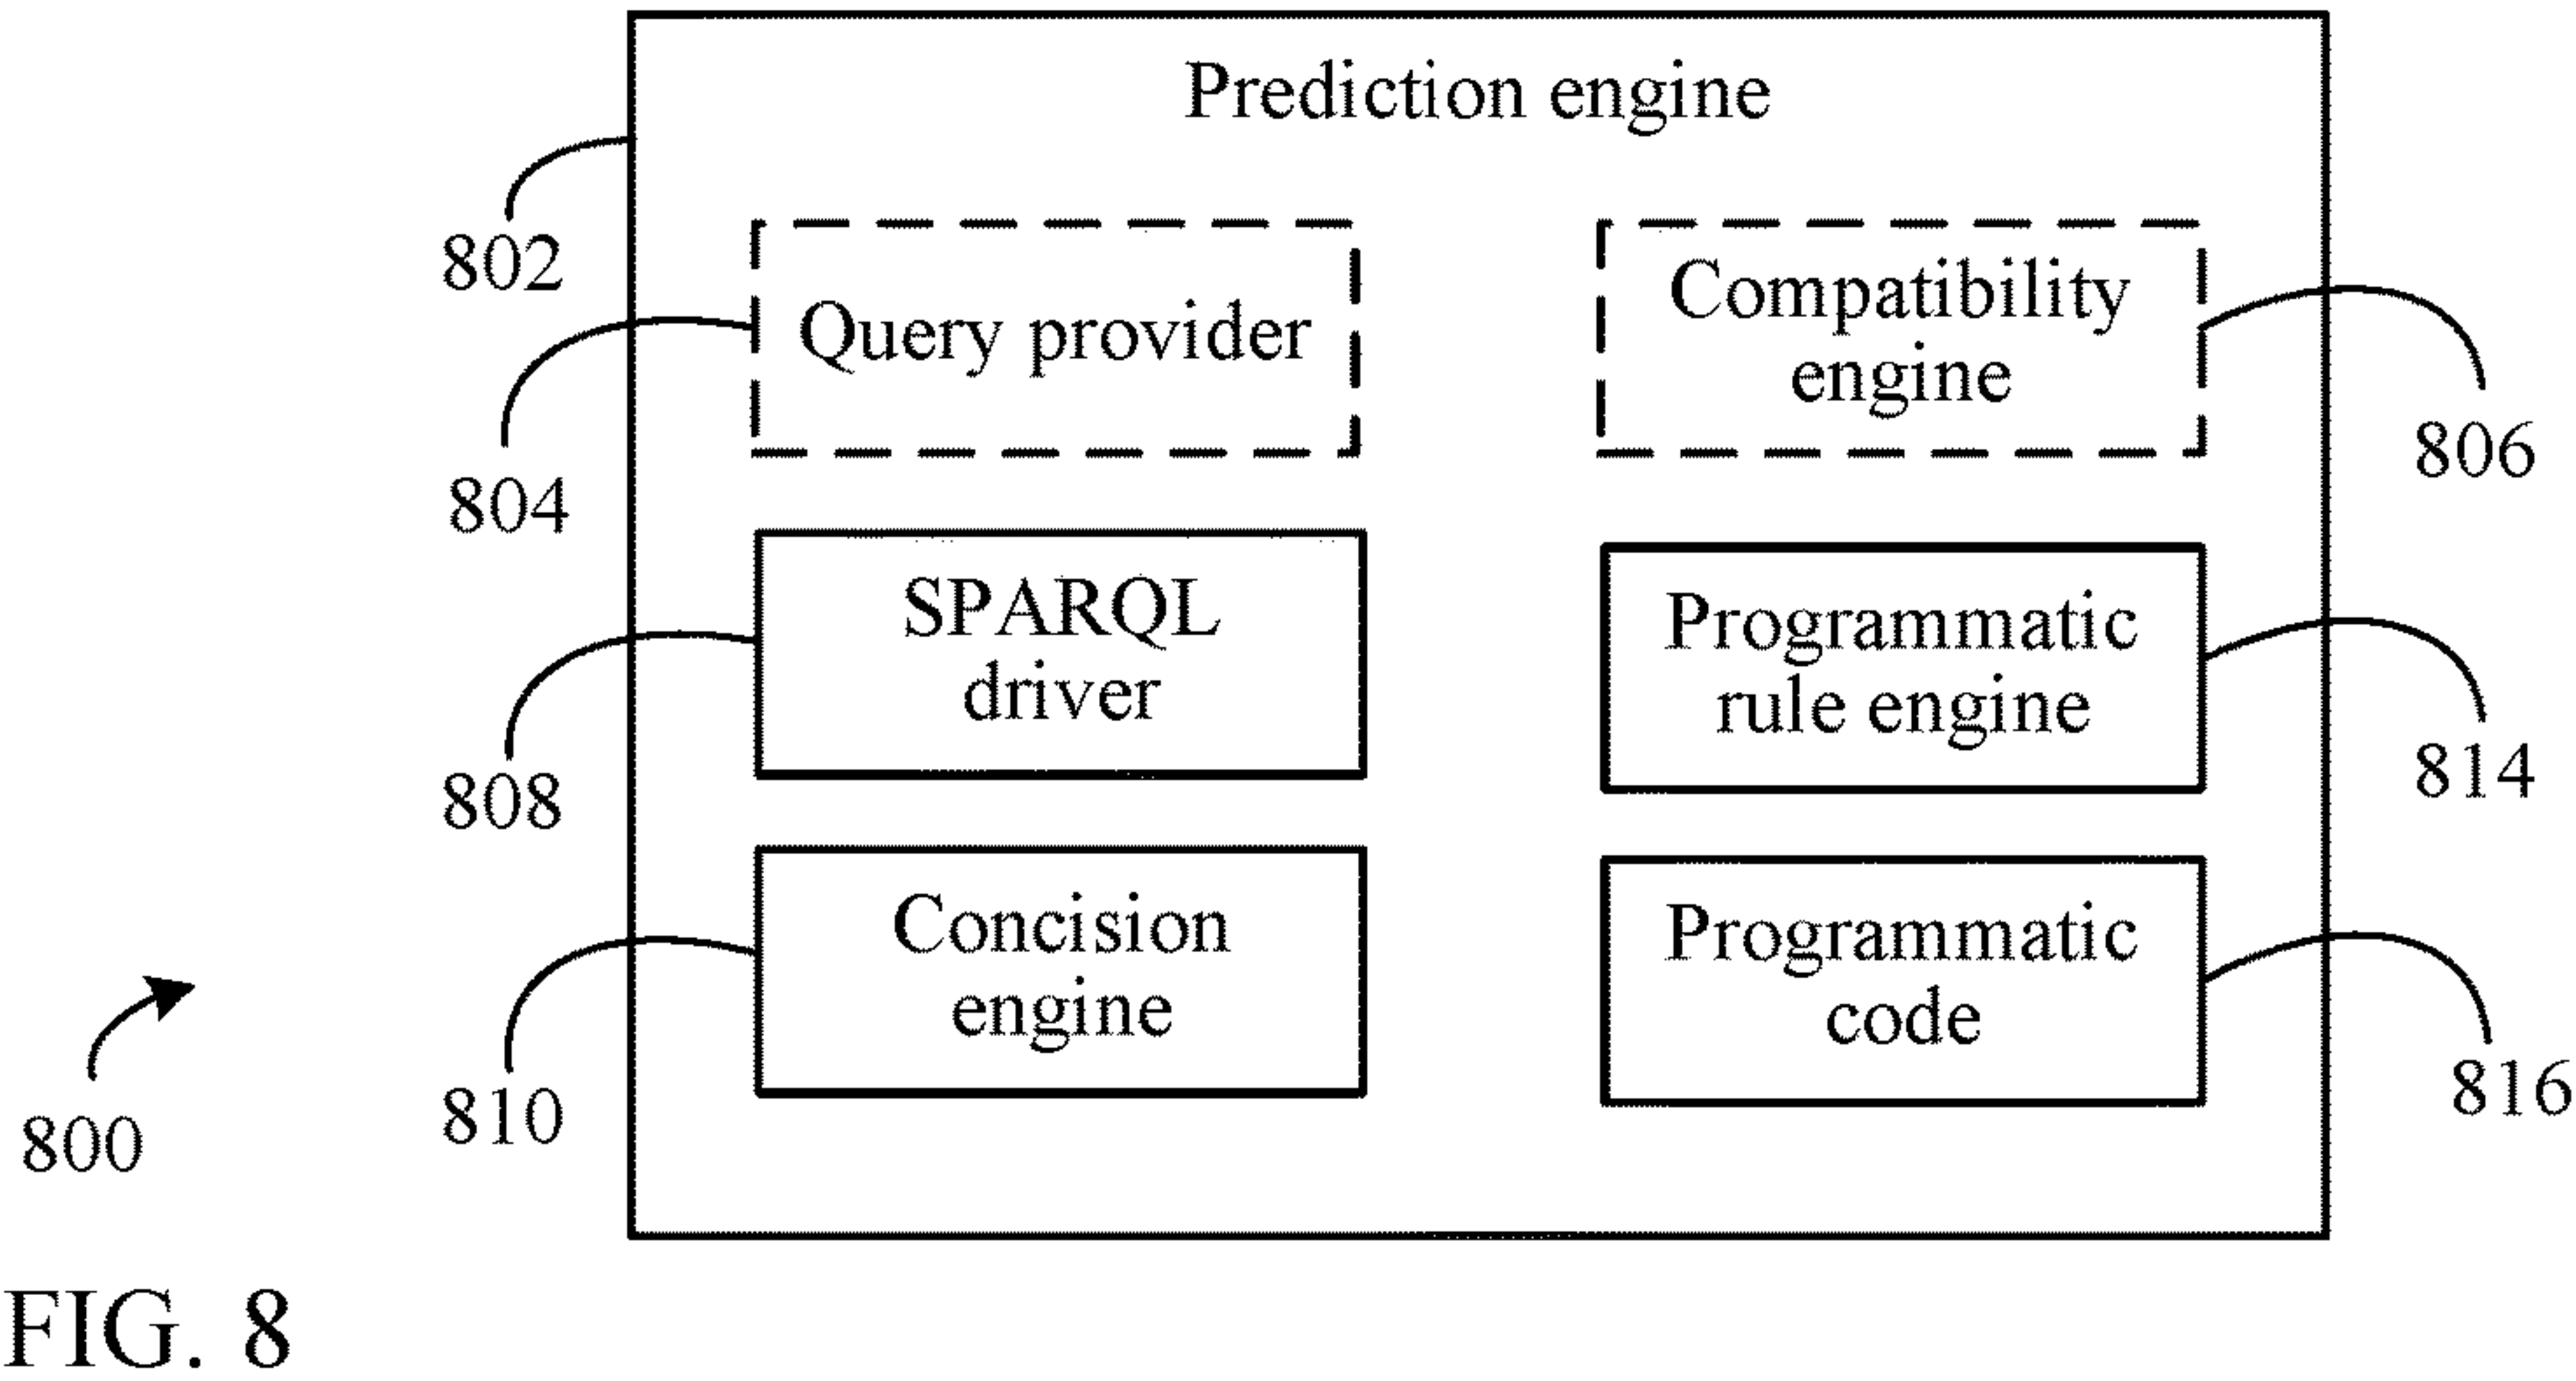 Prediction engine
802
Query provider
Compatibility
engine
804
806
SPARQL
driver
Programmatic
rule engine
808
814
Concision
engine
Programmatic
code
810
816
800
FIG. 8